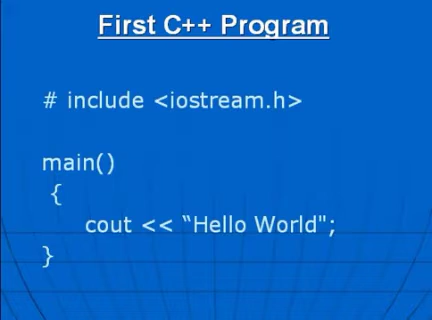 First C++ Program
# include <iostream.h>
main()
{
cout << “Hello World";
}